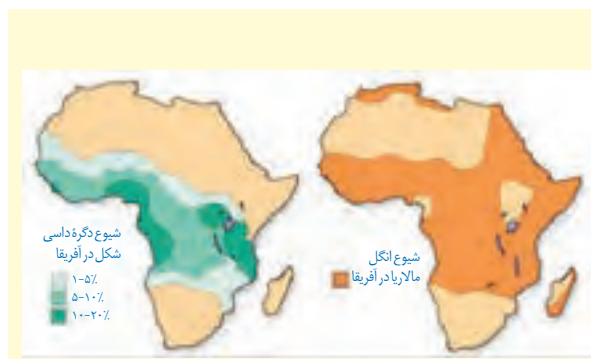 شیوع دگرهٔ داسی
شکل در آفریقا
۱-۵٪
۵-۱۰٪
۱۰-۲۰٪
شیوع انگل
مالاریا در آفریقا